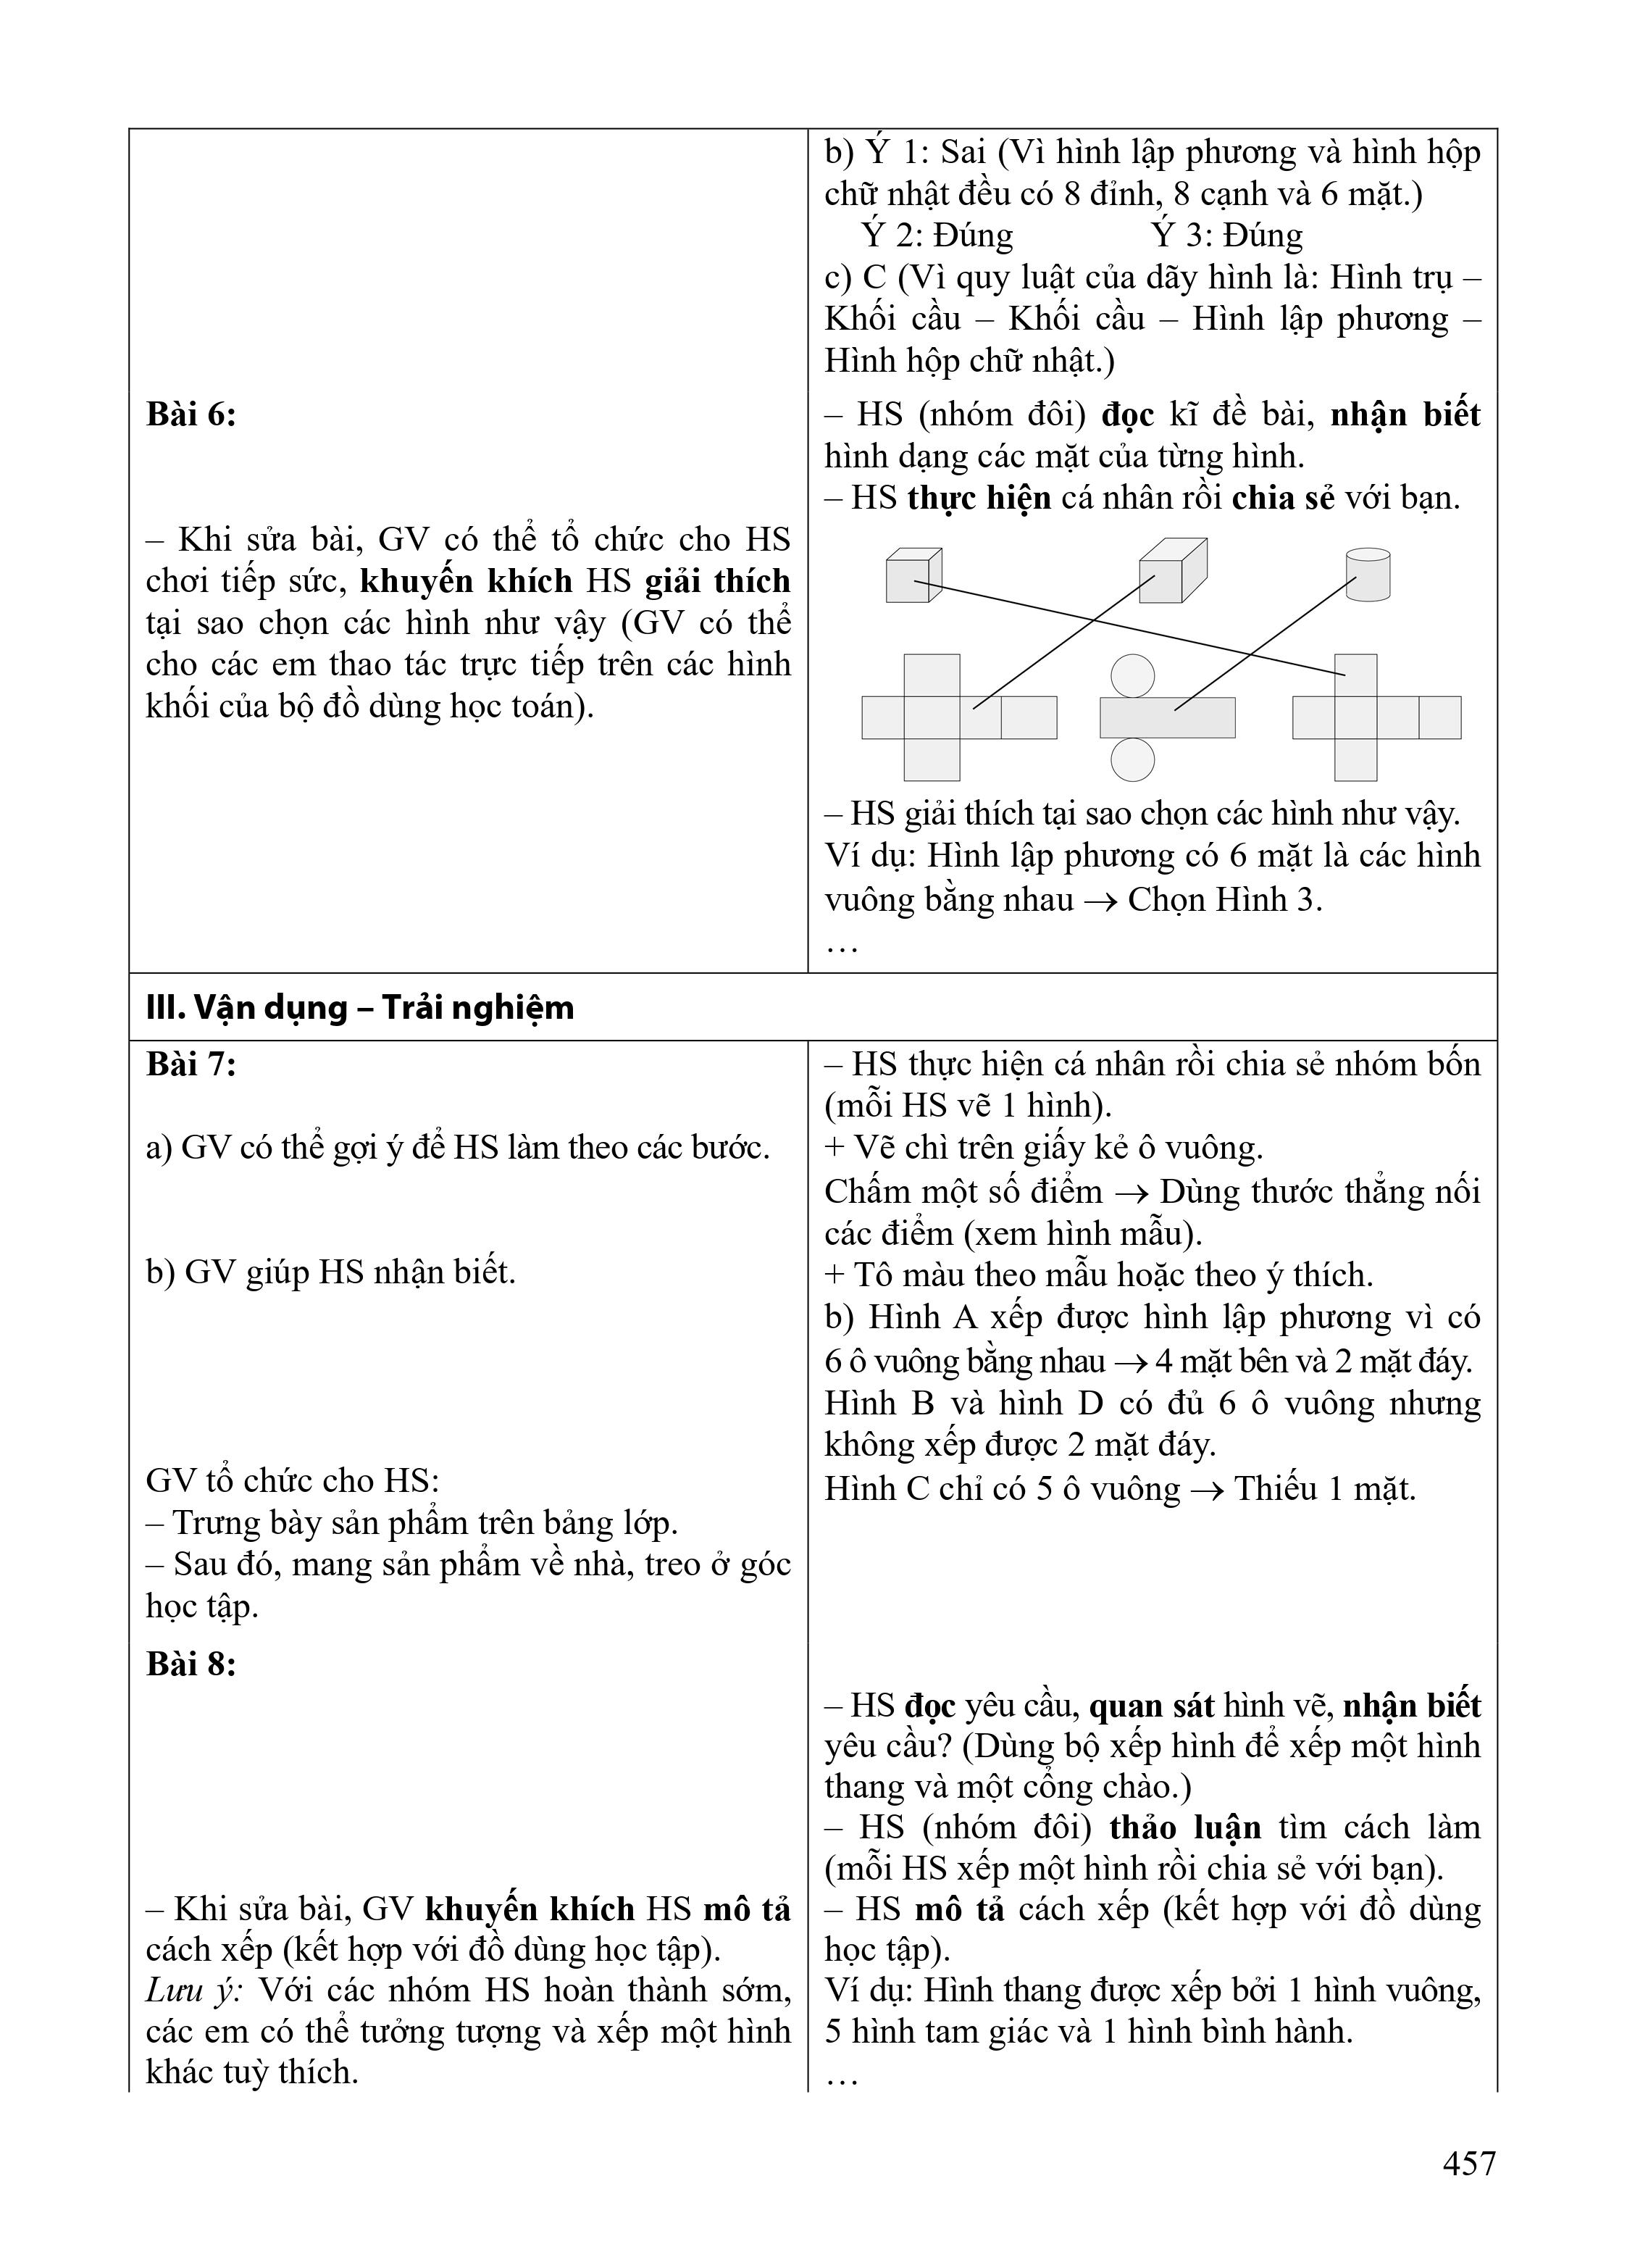 b) Ý 1: Sai (Vì hình lập phương và hình hộp
chữ nhật đều có 8 đỉnh, 8 cạnh và 6 mặt.)
Ý 2: Đúng Ý 3: Đúng
c) C (Vì quy luật của dãy hình là: Hình trụ –
Khối cầu – Khối cầu – Hình lập phương –
Hình hộp chữ nhật.)
Bài 6:
– Khi sửa bài, GV có thể tổ chức cho HS
chơi tiếp sức, khuyến khích HS giải thích
tại sao chọn các hình như vậy (GV có thể
cho các em thao tác trực tiếp trên các hình
khối của bộ đồ dùng học toán).
– HS (nhóm đôi) đọc kĩ đề bài, nhận biết
hình dạng các mặt của từng hình.
– HS thực hiện cá nhân rồi chia sẻ với bạn.
– HS giải thích tại sao chọn các hình như vậy.
Ví dụ: Hình lập phương có 6 mặt là các hình
vuông bằng nhau → Chọn Hình 3.
…
III. Vận dụng – Trải nghiệm
Bài 7:
a) GV có thể gợi ý để HS làm theo các bước.
b) GV giúp HS nhận biết.
GV tổ chức cho HS:
– Trưng bày sản phẩm trên bảng lớp.
– Sau đó, mang sản phẩm về nhà, treo ở góc
học tập.
– HS thực hiện cá nhân rồi chia sẻ nhóm bốn
(mỗi HS vẽ 1 hình).
+ Vẽ chì trên giấy kẻ ô vuông.
Chấm một số điểm → Dùng thước thẳng nối
các điểm (xem hình mẫu).
+ Tô màu theo mẫu hoặc theo ý thích.
b) Hình A xếp được hình lập phương vì có
6 ô vuông bằng nhau → 4 mặt bên và 2 mặt đáy.
Hình B và hình D có đủ 6 ô vuông nhưng
không xếp được 2 mặt đáy.
Hình C chỉ có 5 ô vuông → Thiếu 1 mặt.
Bài 8:
– Khi sửa bài, GV khuyến khích HS mô tả
cách xếp (kết hợp với đồ dùng học tập).
Lưu ý: Với các nhóm HS hoàn thành sớm,
các em có thể tưởng tượng và xếp một hình
khác tuỳ thích.
– HS đọc yêu cầu, quan sát hình vẽ, nhận biết
yêu cầu? (Dùng bộ xếp hình để xếp một hình
thang và một cổng chào.)
– HS (nhóm đôi) thảo luận tìm cách làm
(mỗi HS xếp một hình rồi chia sẻ với bạn).
– HS mô tả cách xếp (kết hợp với đồ dùng
học tập).
Ví dụ: Hình thang được xếp bởi 1 hình vuông,
5 hình tam giác và 1 hình bình hành.
…
457